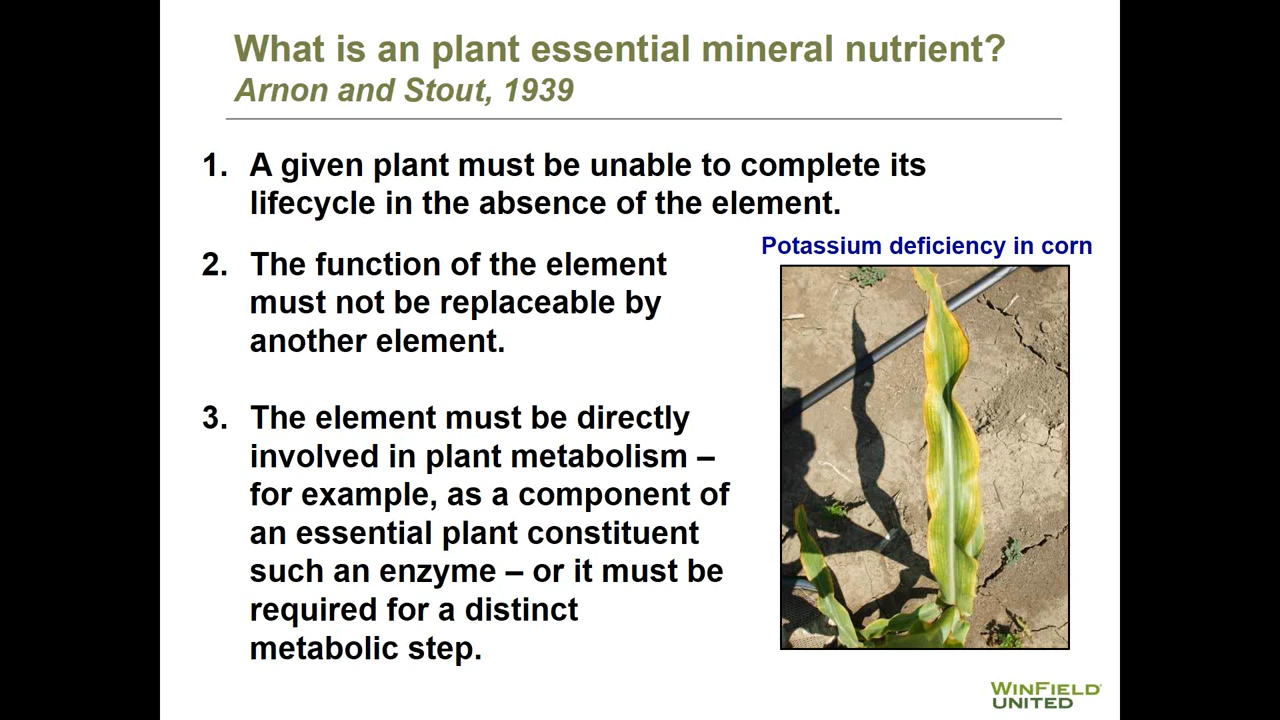 What is an plant essential mineral nutrient?
Arnon and Stout, 1939
1. A given plant must be unable to complete its
lifecycle in the absence of the element.
Potassium deficiency in corn
2. The function of the element
must not be replaceable by
another element.
3. The element must be directly
involved in plant metabolism –
for example, as a component of
an essential plant constituent
such an enzyme – or it must be
required for a distinct
metabolic step.
WINFIELD
UNITED